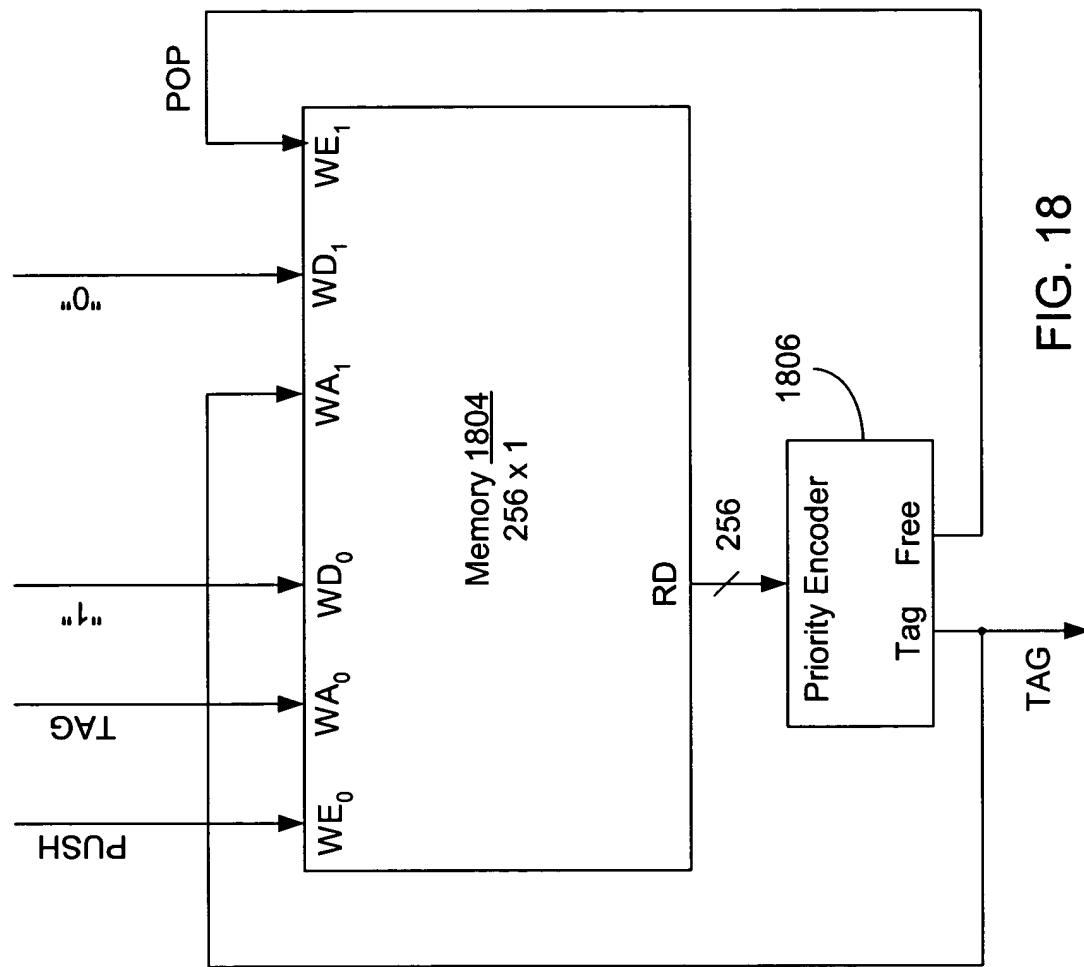 POP
"0"
"1"
TAG
PUSH
WE₀
WA₀
WD₀
WA₁
WD₁
WE₁
Memory 1804
256 x 1
RD
256
1806
Priority Encoder
Tag
Free
TAG
FIG. 18